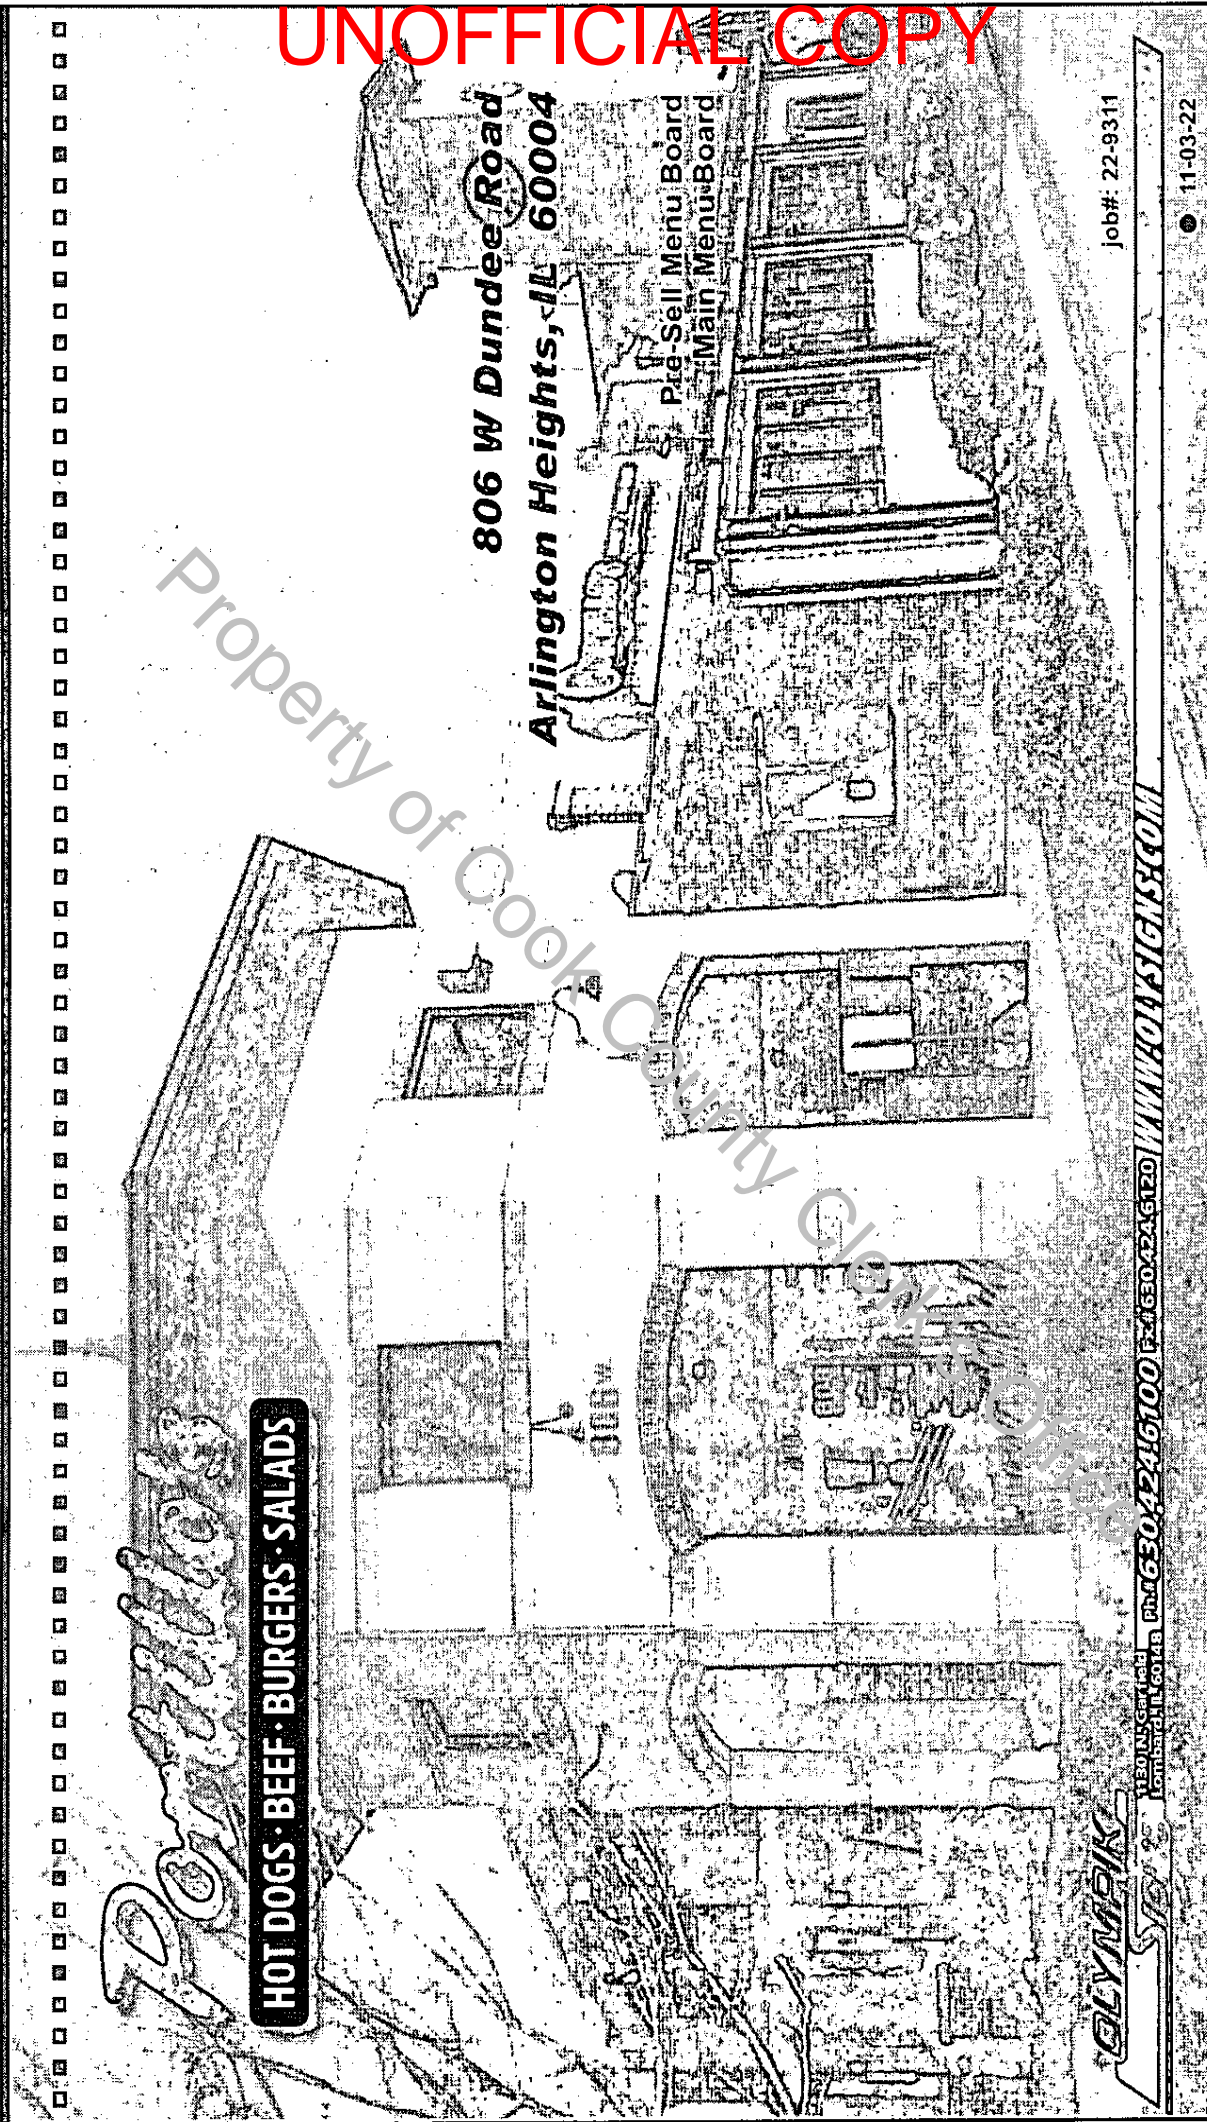 UNOFFICIAL COPY
Portillo's
HOT DOGS · BEEF · BURGERS · SALADS
806 W Dundee Road
Arlington Heights, IL 60004
Pre-Sell Menu Board
Main Menu Board
job#: 22-9311
11-03-22
OLYMPIK
1130 N. Garfield
Lombard, IL 60148
Ph.# 630.424.6100
Fx.# 630.424.6120
WWW.OLYSIGNS.COM
Property of Cook County Clerk's Office